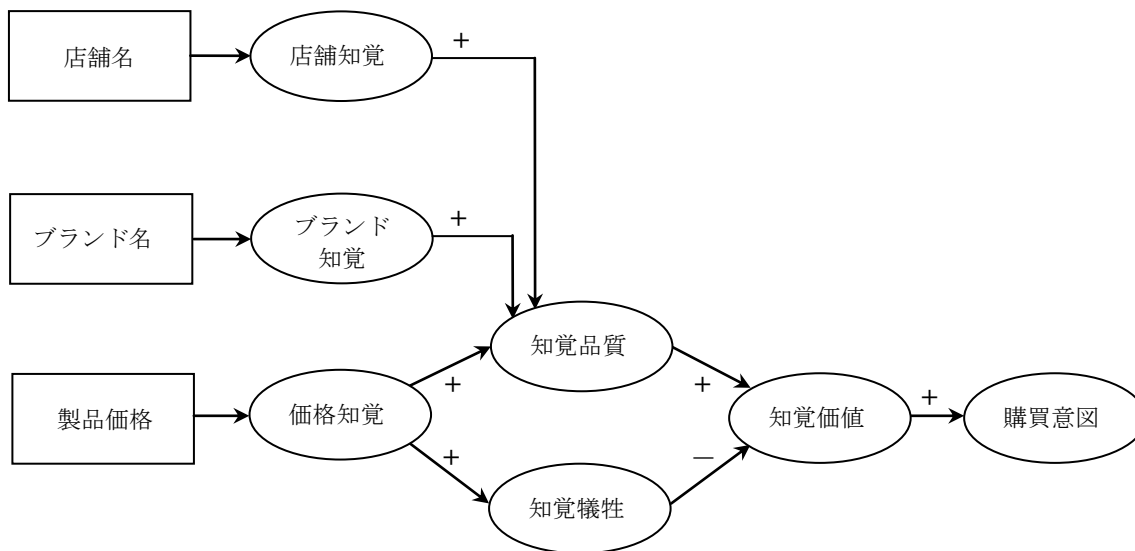 店舗名
店舗知覚
+
ブランド名
ブランド
知覚
+
知覚品質
製品価格
価格知覚
+
+
+
知覚価値
+
購買意図
－
知覚犠牲